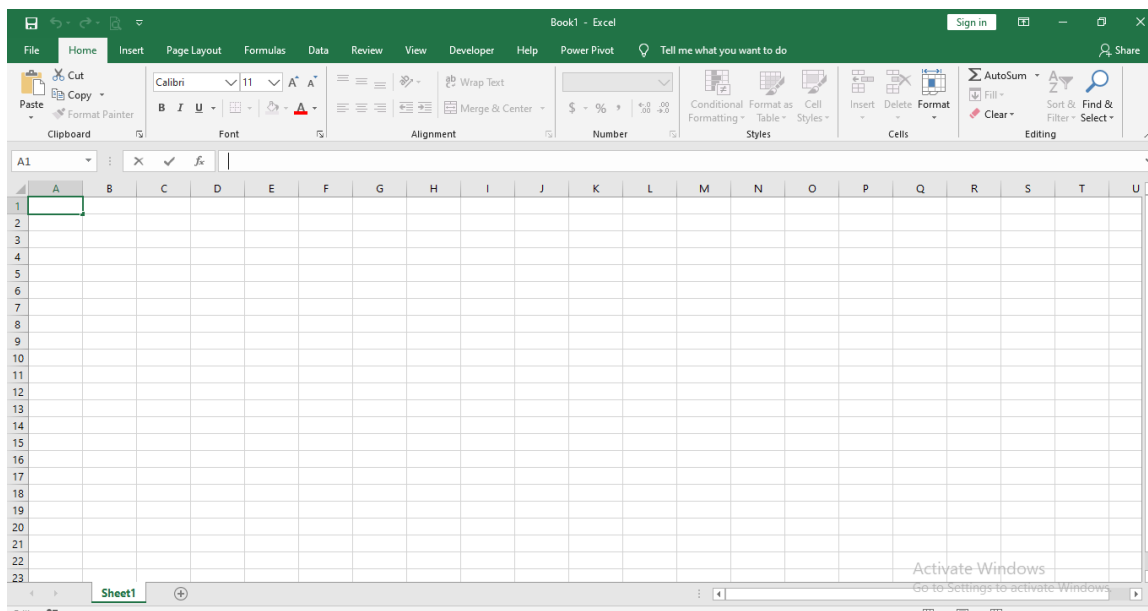 Book1 - Excel
Sign in
File Home Insert Page Layout Formulas Data Review View Developer Help Power Pivot Tell me what you want to do Share
Cut
Copy
Format Painter
Paste
Clipboard
Calibri 11
B I U A
Font
Wrap Text
Merge & Center
Alignment
$ % ,
Number
Conditional Formatting
Format as Table
Cell Styles
Styles
Insert Delete Format
Cells
AutoSum
Fill
Clear
Sort & Filter
Find & Select
Editing
A1 fx
A B C D E F G H I J K L M N O P Q R S T U
1
2
3
4
5
6
7
8
9
10
11
12
13
14
15
16
17
18
19
20
21
22
23
Activate Windows
Go to Settings to activate Windows.
Sheet1